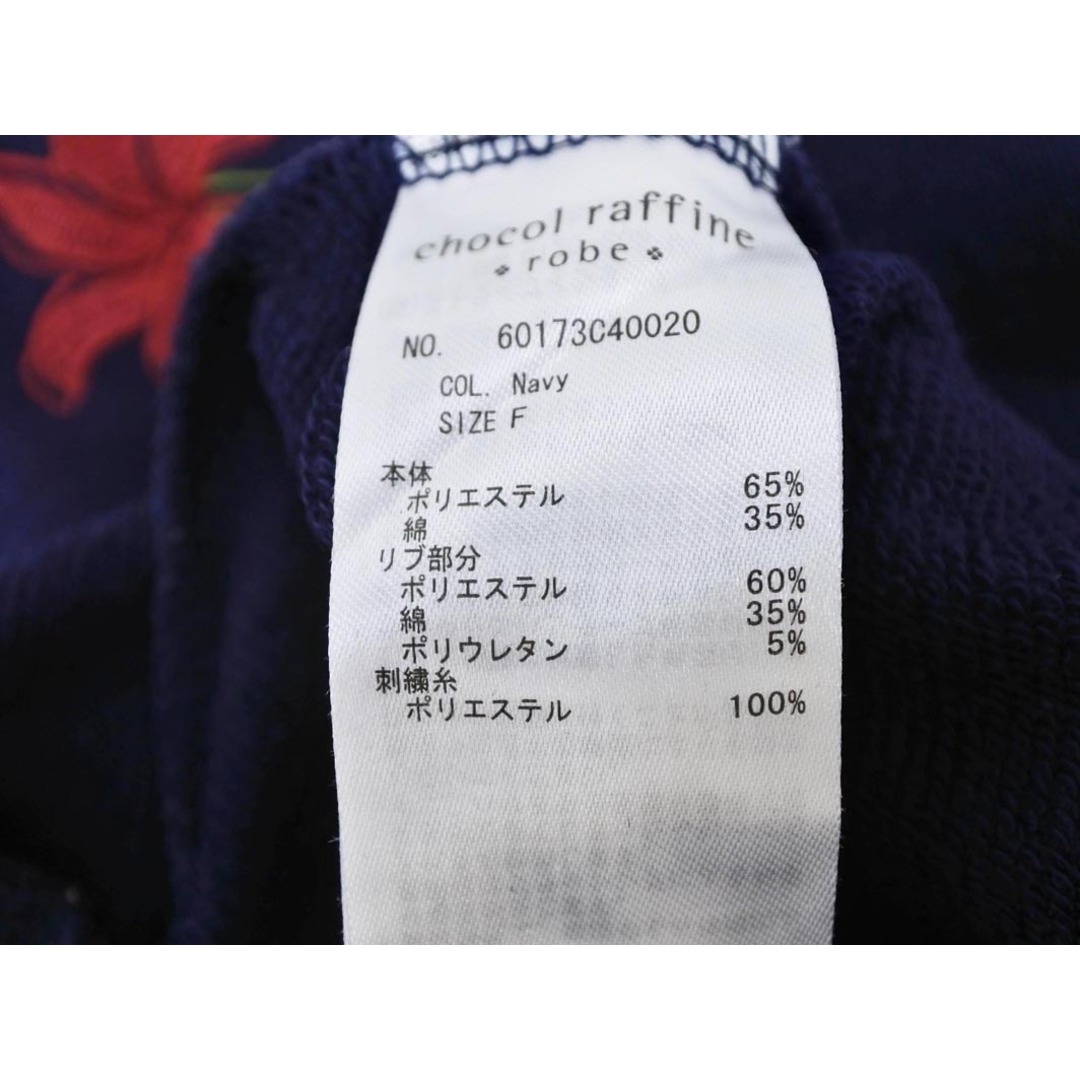 chocol raffine
robe
NO. 60173C40020
COL. Navy
SIZE F
本体
ポリエステル 65%
綿 35%
リブ部分
ポリエステル 60%
綿 35%
ポリウレタン 5%
刺繍糸
ポリエステル 100%